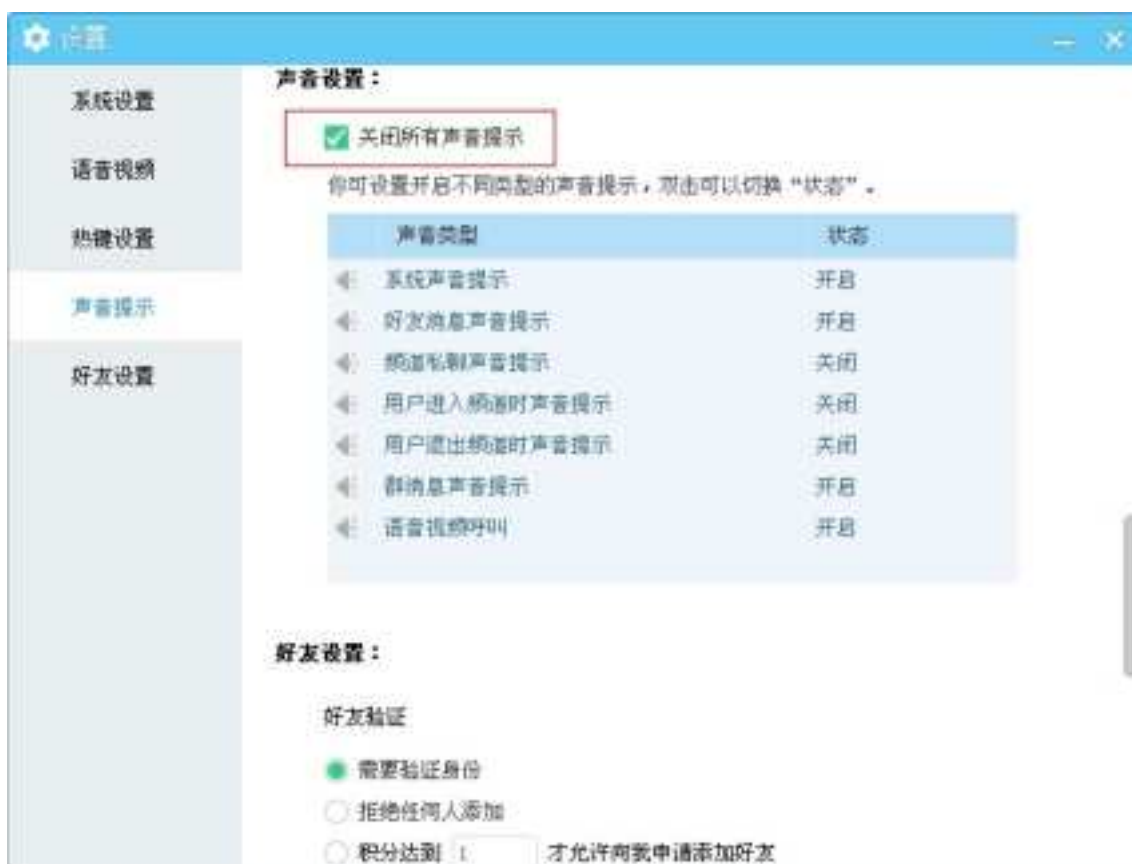 设置
系统设置
语音视频
热键设置
声音提示
好友设置
声音设置：
关闭所有声音提示
你可设置开启不同类型的声音提示，双击可以切换“状态”。
声音类型 状态
系统声音提示 开启
好友消息声音提示 开启
频道私聊声音提示 关闭
用户进入频道时声音提示 关闭
用户退出频道时声音提示 关闭
群消息声音提示 开启
语音视频呼叫 开启
好友设置：
好友验证
需要验证身份
拒绝任何人添加
积分达到 1 才允许向我申请添加好友